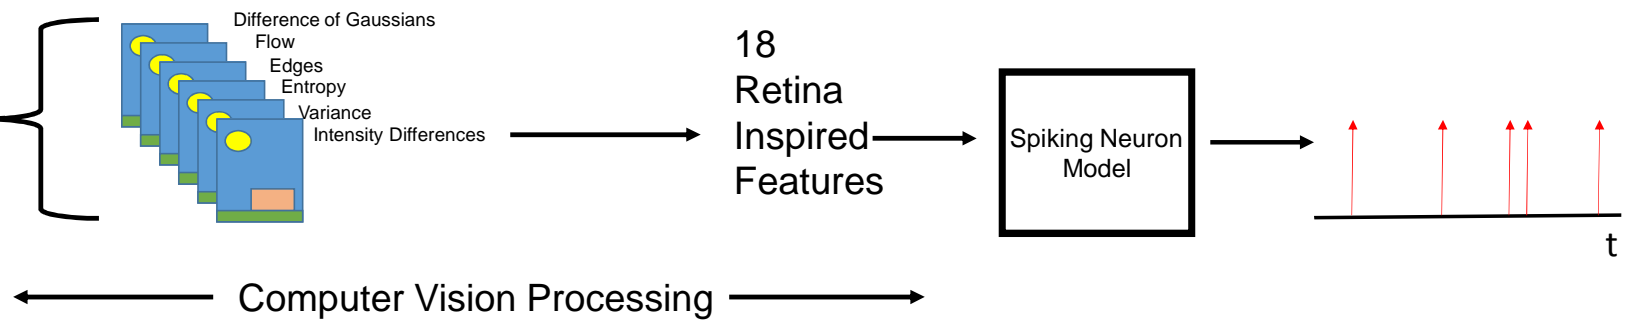 Difference of Gaussians
Flow
Edges
Entropy
Variance
Intensity Differences
18
Retina
Inspired
Features
Spiking Neuron
Model
t
Computer Vision Processing